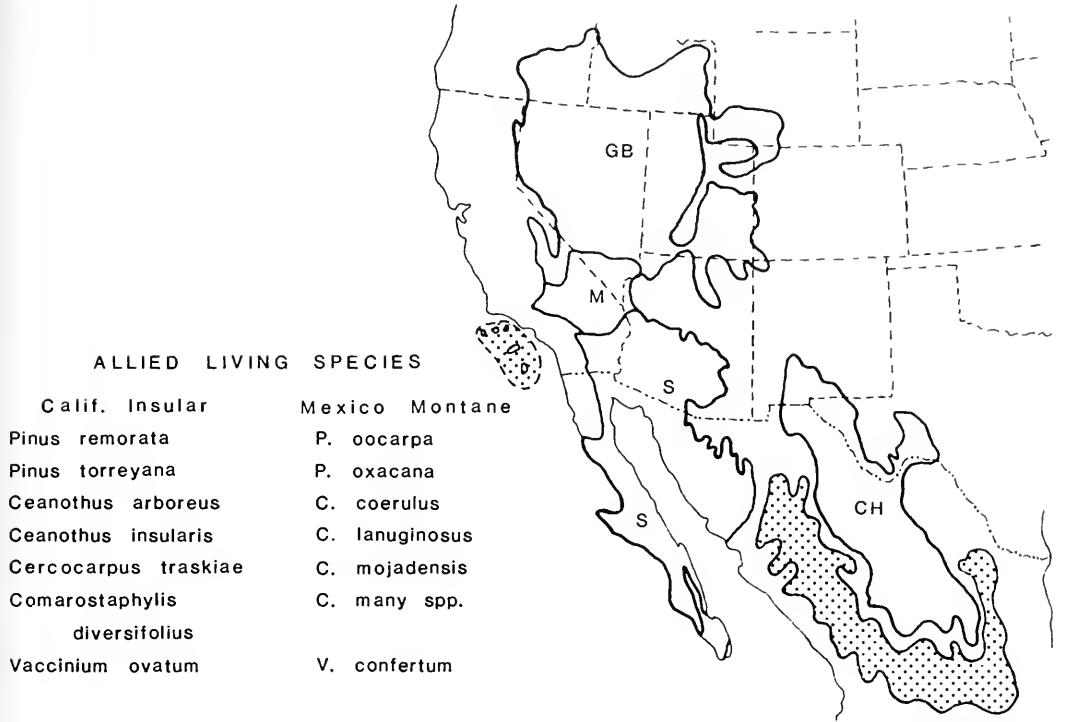 GB
M
S
S
CH
ALLIED LIVING SPECIES
Calif. Insular Mexico Montane
Pinus remorata P. oocarpa
Pinus torreyana P. oxacana
Ceanothus arboreus C. coerulus
Ceanothus insularis C. lanuginosus
Cercocarpus traskiae C. mojadensis
Comarostaphylis C. many spp.
diversifolius
Vaccinium ovatum V. confertum